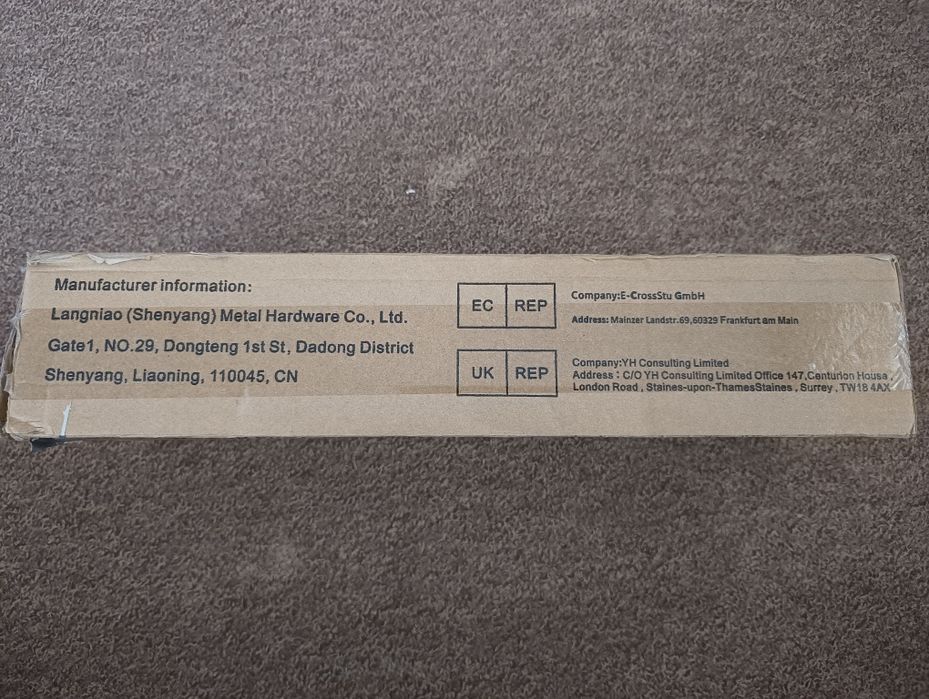 Manufacturer information:
Langniao (Shenyang) Metal Hardware Co., Ltd.
Gate1, NO.29, Dongteng 1st St, Dadong District
Shenyang, Liaoning, 110045, CN
EC REP
Company:E-CrossStu GmbH
Address: Mainzer Landstr.69,60329 Frankfurt am Main
UK REP
Company:YH Consulting Limited
Address : C/O YH Consulting Limited Office 147,Centurion House ,
London Road , Staines-upon-ThamesStaines , Surrey , TW18 4AX